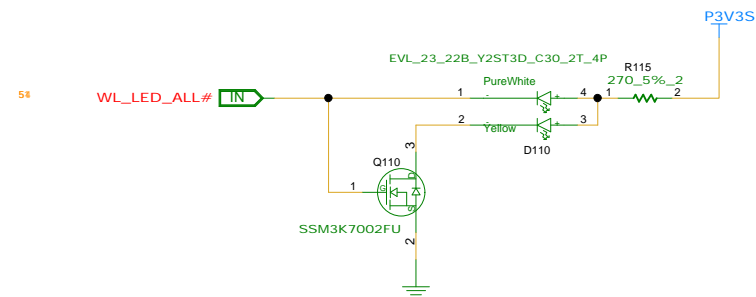 P3V3S
EVL_23_22B_Y2ST3D_C30_2T_4P
R115
270_5%_2
PureWhite
1 - 4 + 1 2
WL_LED_ALL# IN
2 - 3 +
Yellow
D110
3
Q110
D
1 G
S
SSM3K7002FU
2